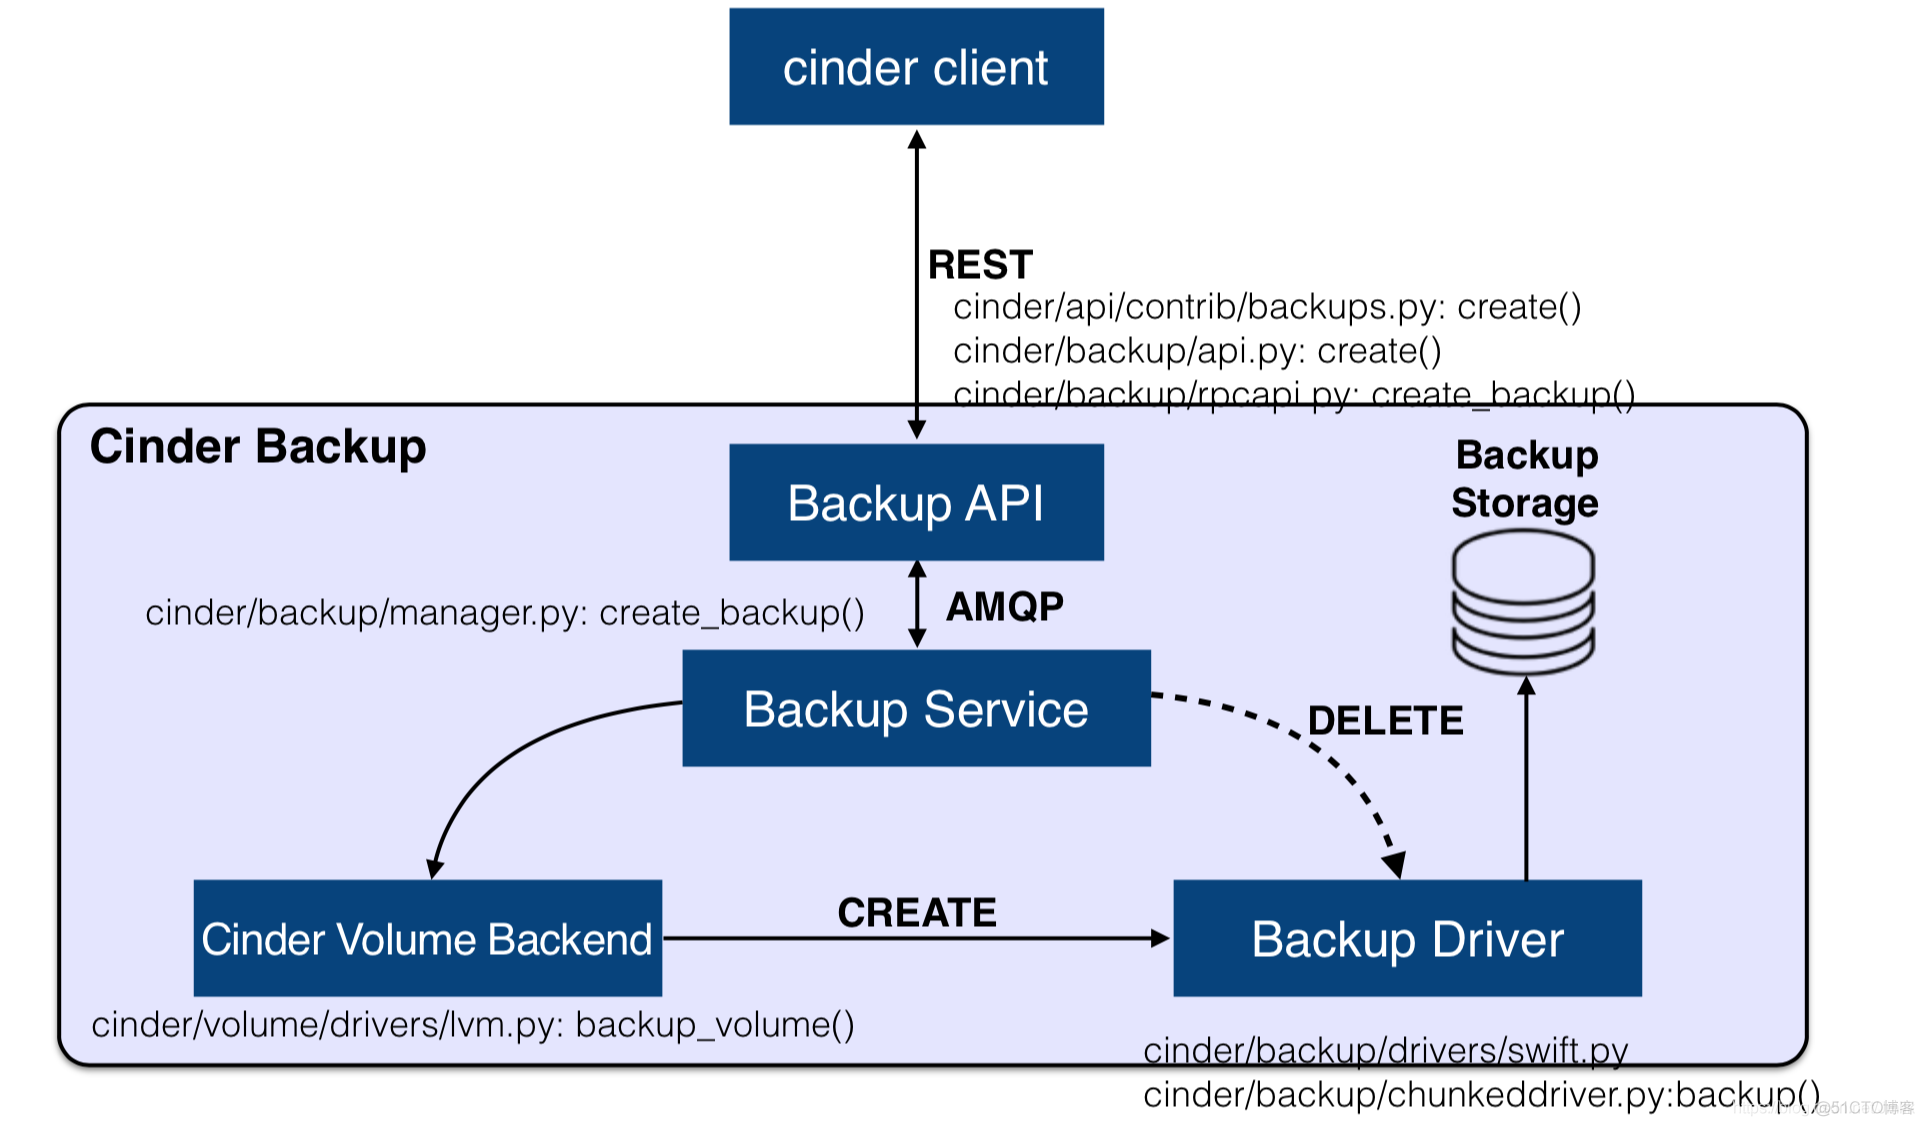 cinder client
REST
cinder/api/contrib/backups.py: create()
cinder/backup/api.py: create()
cinder/backup/rpcapi.py: create_backup()
Cinder Backup
Backup
Storage
Backup API
cinder/backup/manager.py: create_backup()
AMQP
Backup Service
DELETE
CREATE
Cinder Volume Backend
Backup Driver
cinder/volume/drivers/lvm.py: backup_volume()
cinder/backup/drivers/swift.py
cinder/backup/chunkeddriver.py:backup()
@51CTO博客